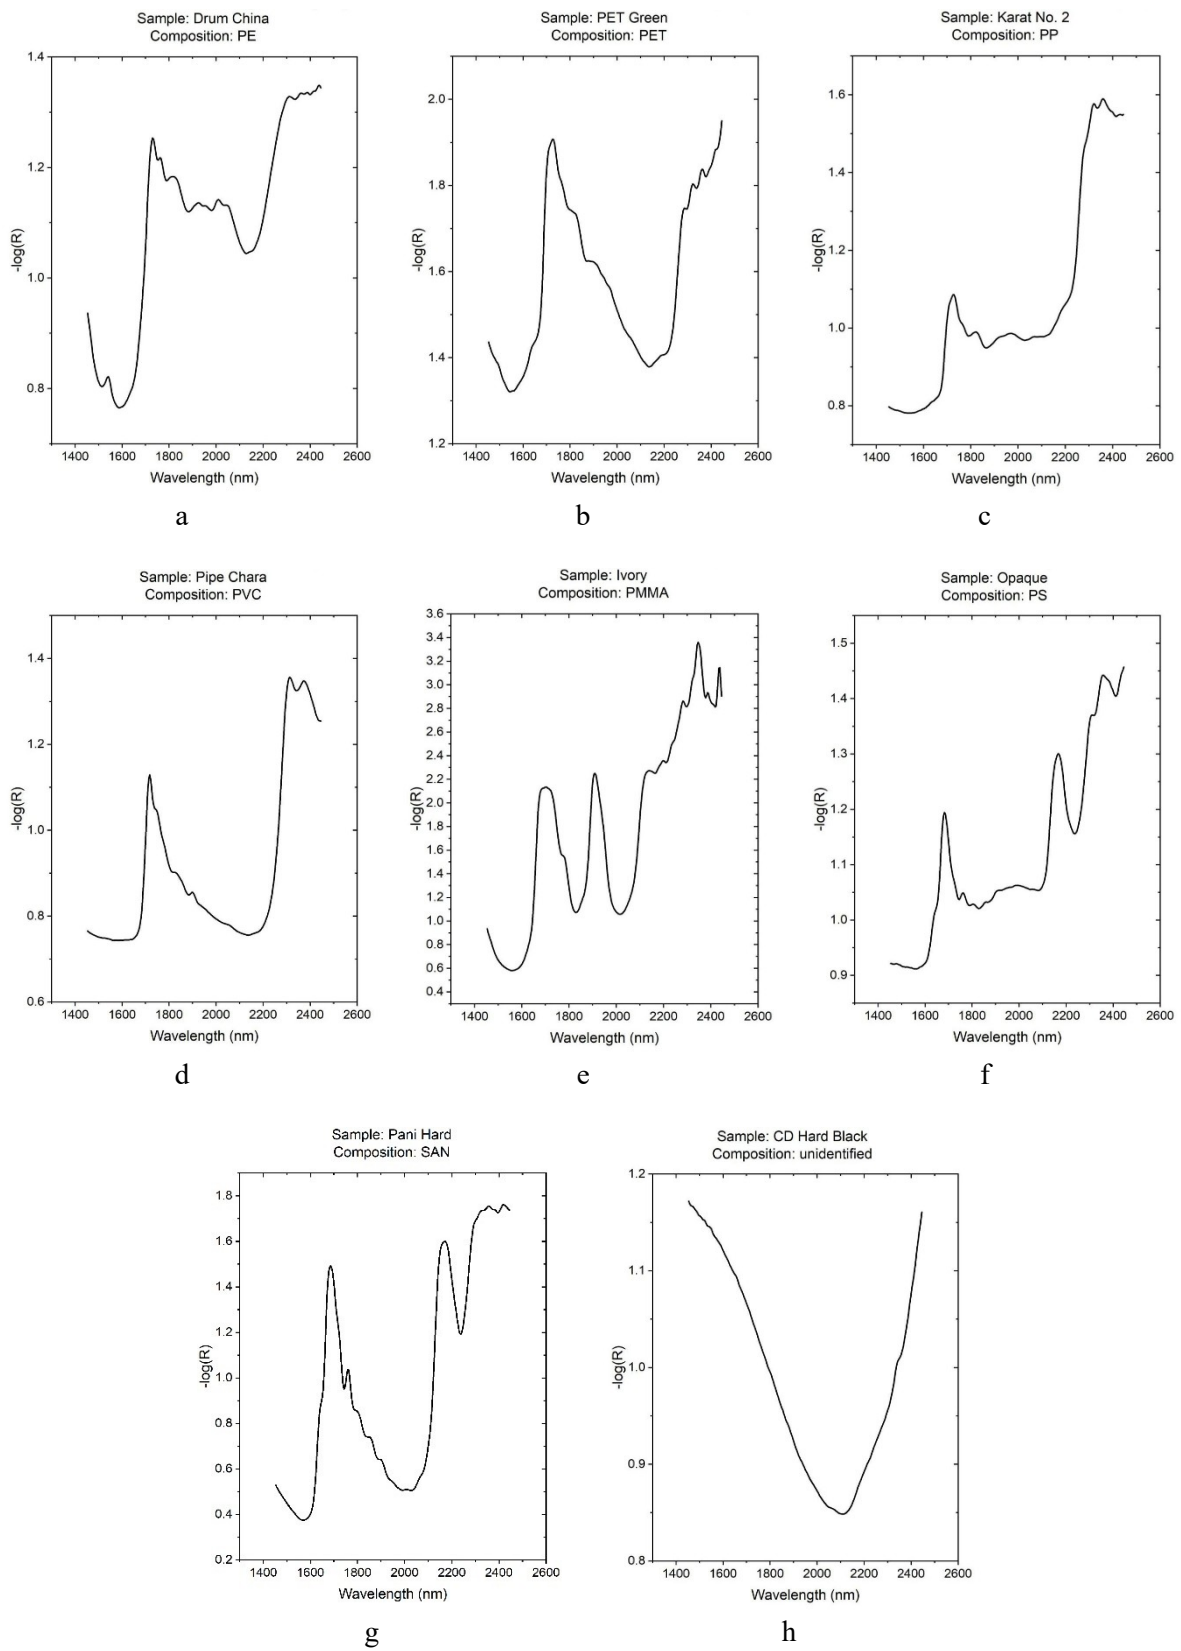 Sample: Drum China
Composition: PE
1.4
1.2
1.0
0.8
-log(R)
1400 1600 1800 2000 2200 2400 2600
Wavelength (nm)
a
Sample: PET Green
Composition: PET
2.0
1.8
1.6
1.4
1.2
-log(R)
1400 1600 1800 2000 2200 2400 2600
Wavelength (nm)
b
Sample: Karat No. 2
Composition: PP
1.6
1.4
1.2
1.0
0.8
-log(R)
1400 1600 1800 2000 2200 2400 2600
Wavelength (nm)
c
Sample: Pipe Chara
Composition: PVC
1.4
1.2
1.0
0.8
0.6
-log(R)
1400 1600 1800 2000 2200 2400 2600
Wavelength (nm)
d
Sample: Ivory
Composition: PMMA
3.6
3.4
3.2
3.0
2.8
2.6
2.4
2.2
2.0
1.8
1.6
1.4
1.2
1.0
0.8
0.6
0.4
-log(R)
1400 1600 1800 2000 2200 2400 2600
Wavelength (nm)
e
Sample: Opaque
Composition: PS
1.5
1.4
1.3
1.2
1.1
1.0
0.9
-log(R)
1400 1600 1800 2000 2200 2400 2600
Wavelength (nm)
f
Sample: Pani Hard
Composition: SAN
1.8
1.6
1.4
1.2
1.0
0.8
0.6
0.4
0.2
-log(R)
1400 1600 1800 2000 2200 2400 2600
Wavelength (nm)
g
Sample: CD Hard Black
Composition: unidentified
1.2
1.1
1.0
0.9
0.8
-log(R)
1400 1600 1800 2000 2200 2400 2600
Wavelength (nm)
h